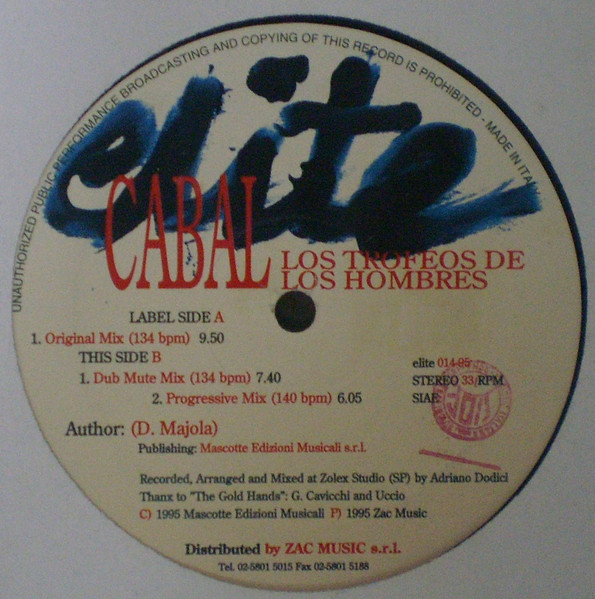 UNAUTHORIZED PUBLIC PERFORMANCE BROADCASTING AND COPYING OF THIS RECORD IS PROHIBITED - MADE IN ITALY
elite
CABAL
LOS TROFEOS DE
LOS HOMBRES
LABEL SIDE A
1. Original Mix (134 bpm) 9.50
THIS SIDE B
1. Dub Mute Mix (134 bpm) 7.40
2. Progressive Mix (140 bpm) 6.05
elite 014-95
STEREO 33 RPM
SIAE
Author: (D. Majola)
Publishing: Mascotte Edizioni Musicali s.r.l.
Recorded, Arranged and Mixed at Zolex Studio (SP) by Adriano Dodici
Thanx to "The Gold Hands": G. Cavicchi and Uccio
C) 1995 Mascotte Edizioni Musicali P) 1995 Zac Music
Distributed by ZAC MUSIC s.r.l.
Tel. 02-5801 5015 Fax 02-5801 5188